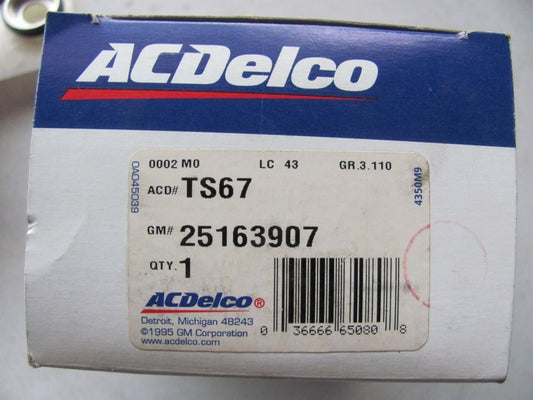 ACDelco
0002 M0 LC 43 GR.3.110
ACD# TS67
GM# 25163907
QTY. 1
ACDelco®
Detroit, Michigan 48243
©1995 GM Corporation
www.acdelco.com
0 36666 65080 8
0A045039
4350M9